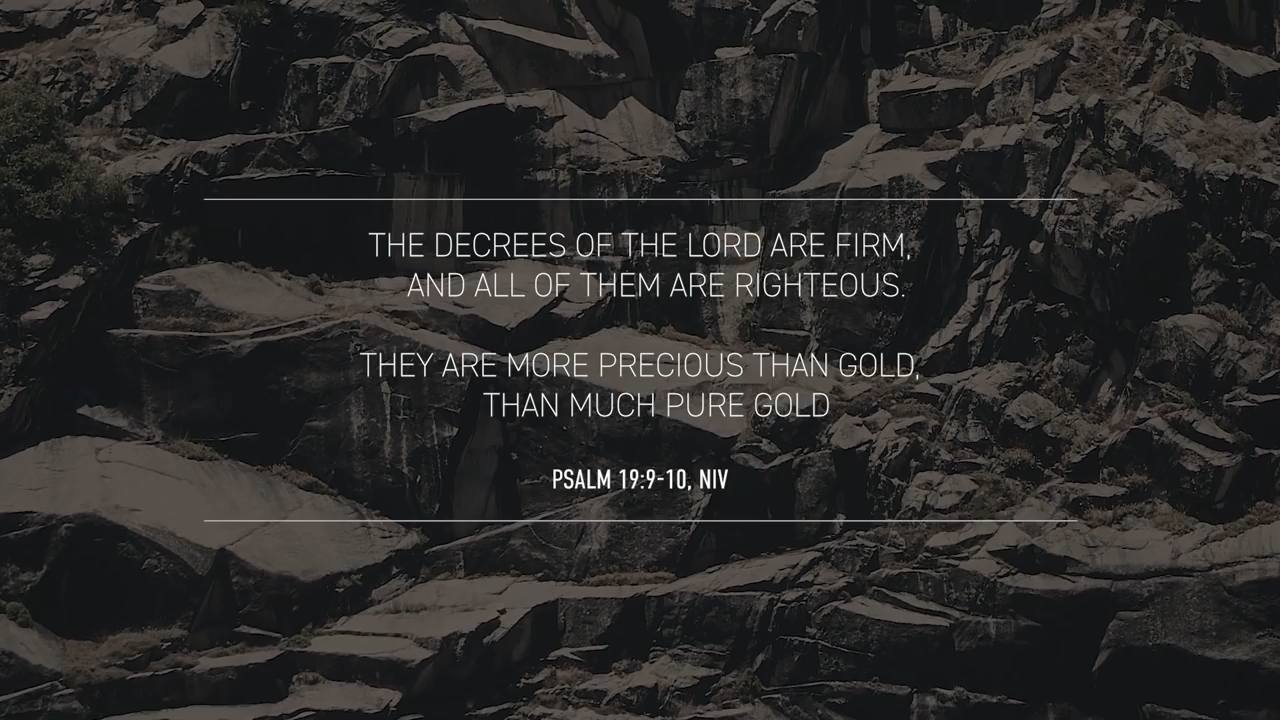 THE DECREES OF THE LORD ARE FIRM,
AND ALL OF THEM ARE RIGHTEOUS.
THEY ARE MORE PRECIOUS THAN GOLD,
THAN MUCH PURE GOLD
PSALM 19:9-10, NIV